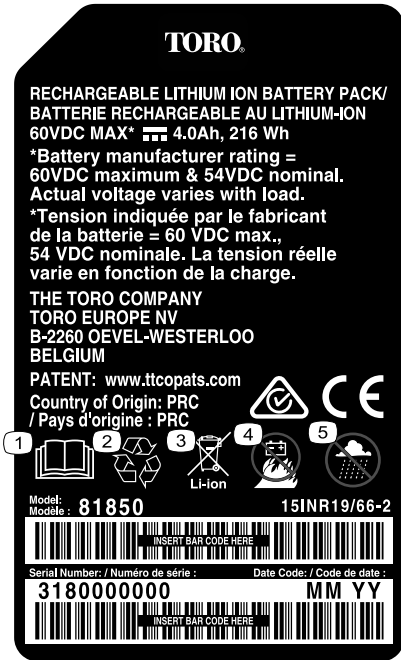 TORO®
RECHARGEABLE LITHIUM ION BATTERY PACK/
BATTERIE RECHARGEABLE AU LITHIUM-ION
60VDC MAX* 4.0Ah, 216 Wh
*Battery manufacturer rating =
60VDC maximum & 54VDC nominal.
Actual voltage varies with load.
*Tension indiquée par le fabricant
de la batterie = 60 VDC max.,
54 VDC nominale. La tension réelle
varie en fonction de la charge.
THE TORO COMPANY
TORO EUROPE NV
B-2260 OEVEL-WESTERLOO
BELGIUM
PATENT: www.ttcopats.com
Country of Origin: PRC
/ Pays d'origine : PRC
CE
1 2 3 4 5
Li-ion
Model:
Modèle : 81850 15INR19/66-2
INSERT BAR CODE HERE
Serial Number: / Numéro de série : Date Code: / Code de date :
3180000000 MM YY
INSERT BAR CODE HERE